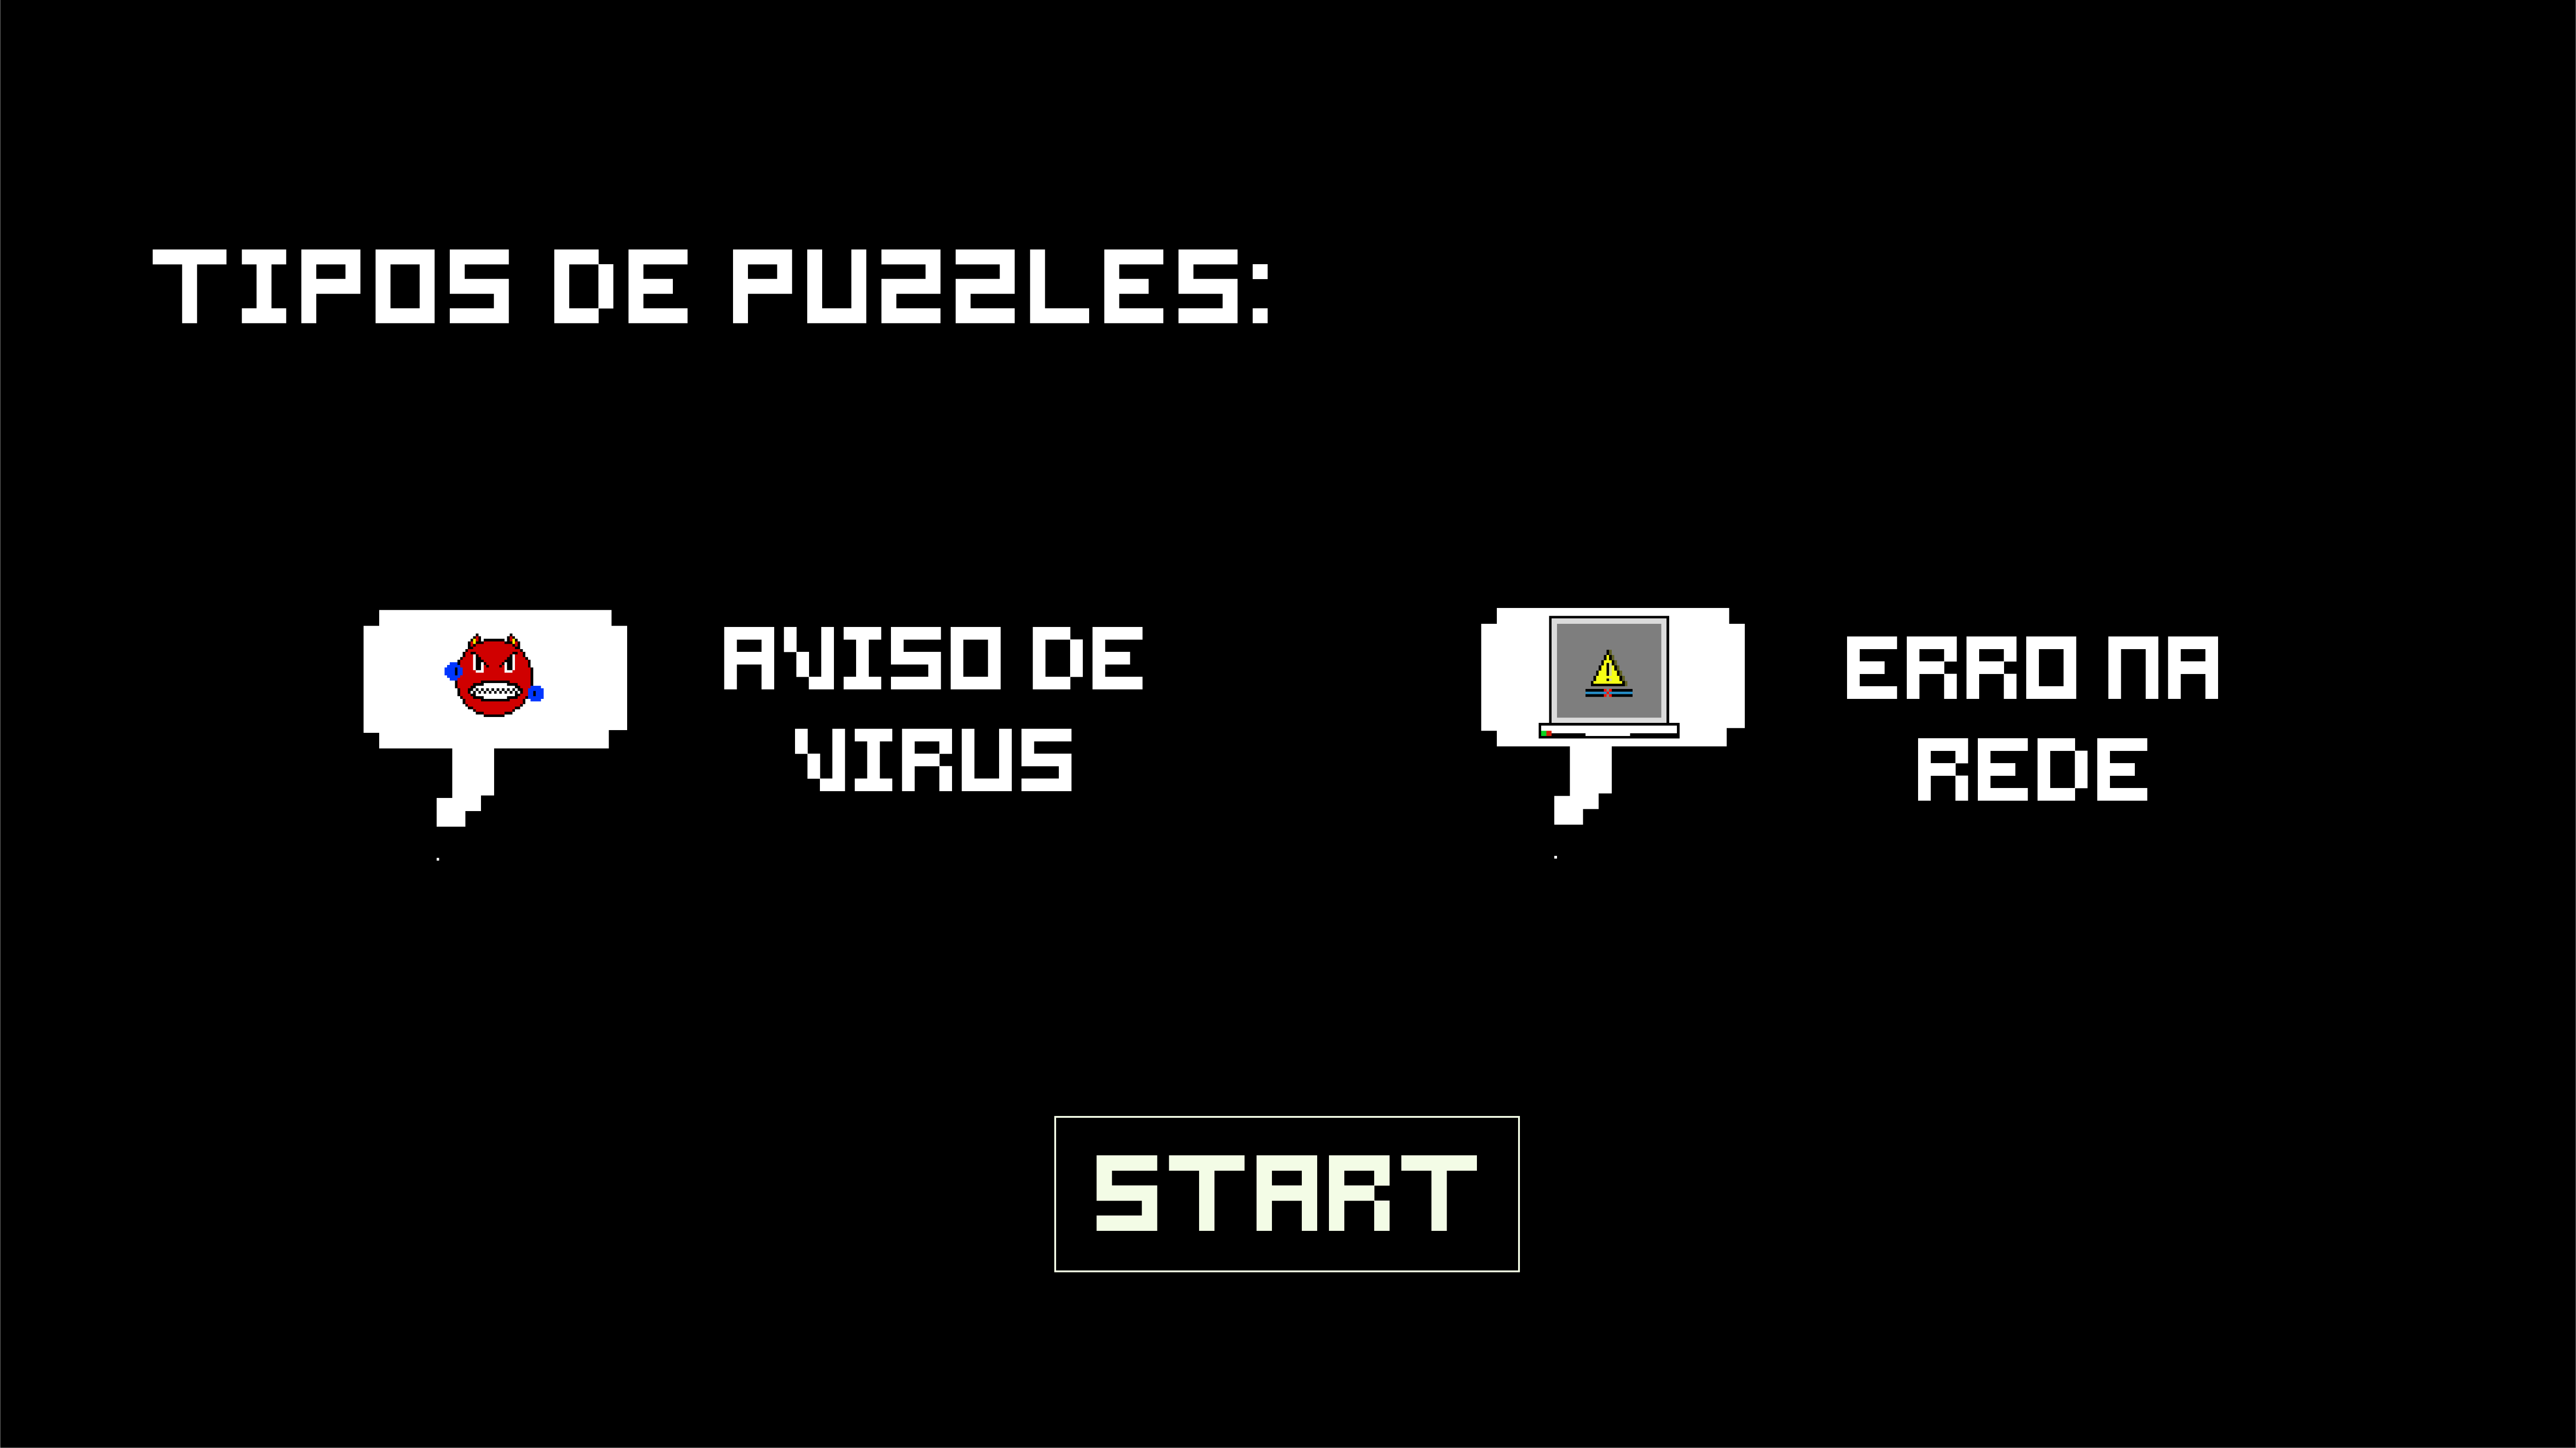 TIPOS DE PUZZLES:
AVISO DE
VIRUS
ERRO NA
REDE
START